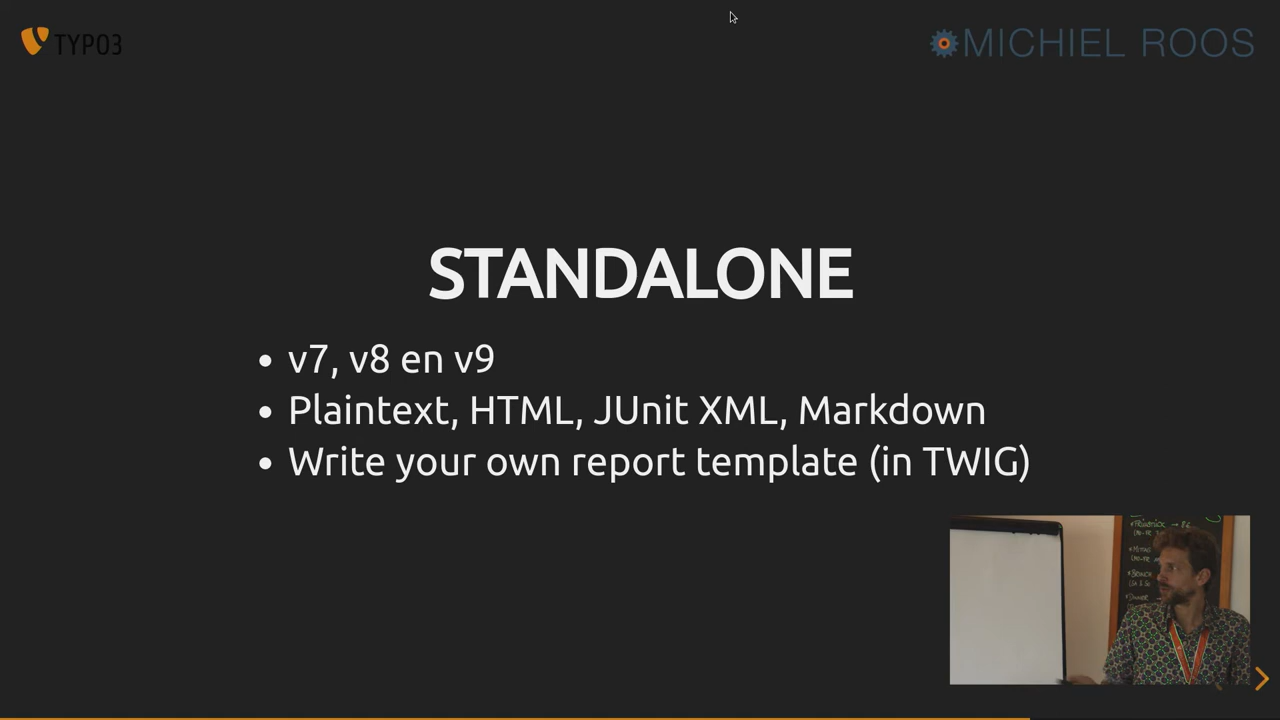 TYPO3
MICHIEL ROOS
STANDALONE
• v7, v8 en v9
• Plaintext, HTML, JUnit XML, Markdown
• Write your own report template (in TWIG)